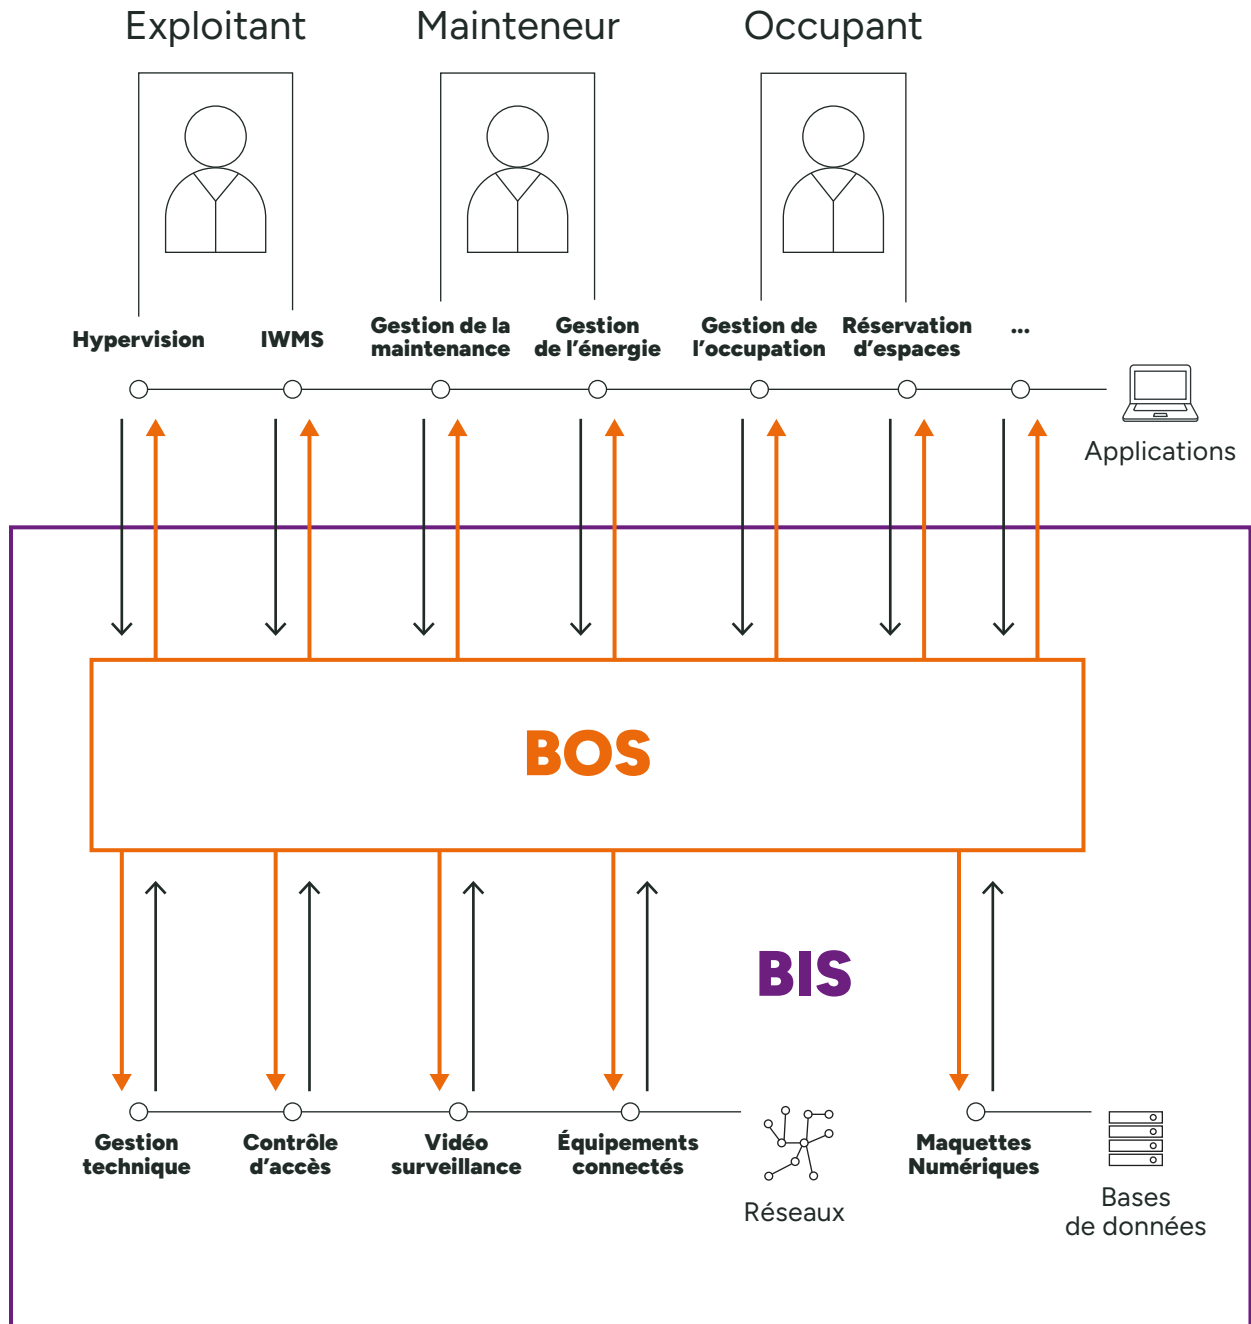 Exploitant
Mainteneur
Occupant
Hypervision
IWMS
Gestion de la
maintenance
Gestion
de l’énergie
Gestion de
l’occupation
Réservation
d’espaces
...
Applications
BOS
BIS
Gestion
technique
Contrôle
d’accès
Vidéo
surveillance
Équipements
connectés
Réseaux
Maquettes
Numériques
Bases
de données